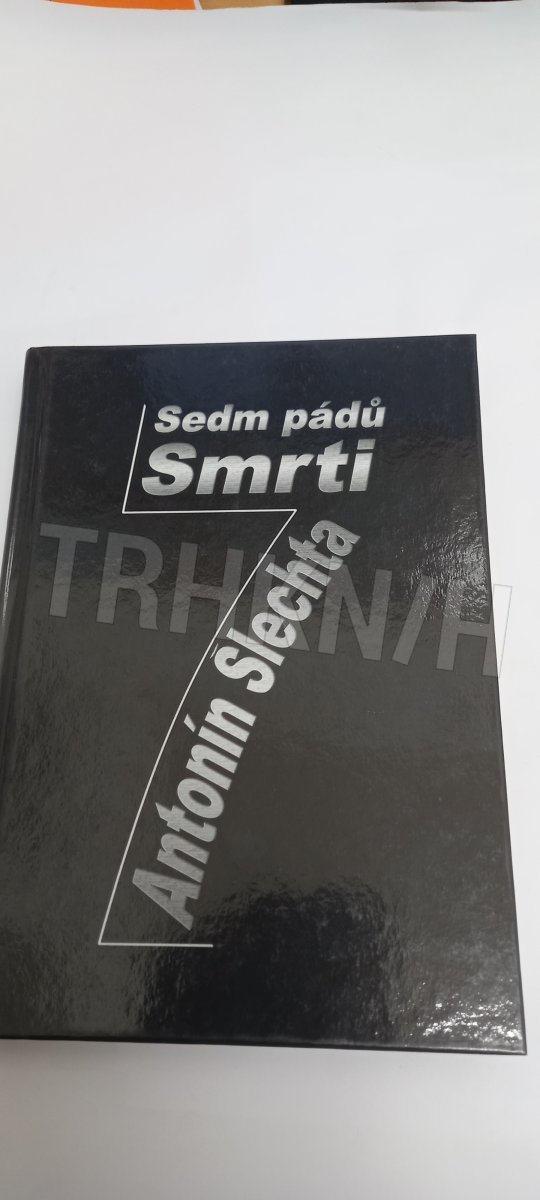 Sedm pádů
Smrti
Antonín Šlechta
TRHKNIH